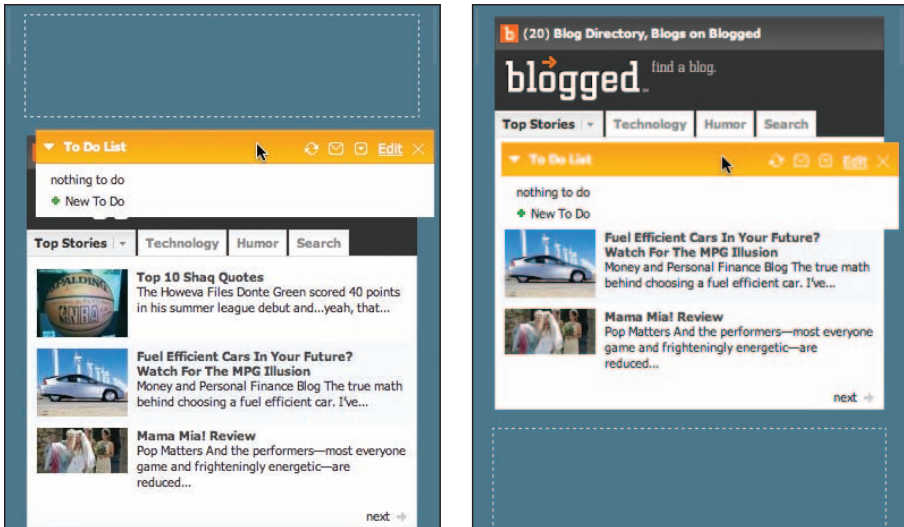 To Do List
Edit
nothing to do
New To Do
Top Stories
Technology
Humor
Search
SPALDING
NBA
Top 10 Shaq Quotes
The Howeva Files Donte Green scored 40 points
in his summer league debut and...yeah, that...
Fuel Efficient Cars In Your Future?
Watch For The MPG Illusion
Money and Personal Finance Blog The true math
behind choosing a fuel efficient car. I've...
Mama Mia! Review
Pop Matters And the performers—most everyone
game and frighteningly energetic—are
reduced...
next
b (20) Blog Directory, Blogs on Blogged
blogged
find a blog.
Top Stories
Technology
Humor
Search
To Do List
Edit
nothing to do
New To Do
Fuel Efficient Cars In Your Future?
Watch For The MPG Illusion
Money and Personal Finance Blog The true math
behind choosing a fuel efficient car. I've...
Mama Mia! Review
Pop Matters And the performers—most everyone
game and frighteningly energetic—are
reduced...
next